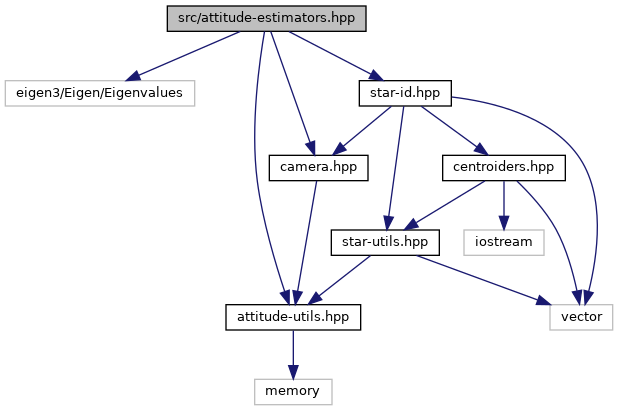 src/attitude-estimators.hpp
eigen3/Eigen/Eigenvalues
star-id.hpp
camera.hpp
centroiders.hpp
star-utils.hpp
iostream
attitude-utils.hpp
vector
memory